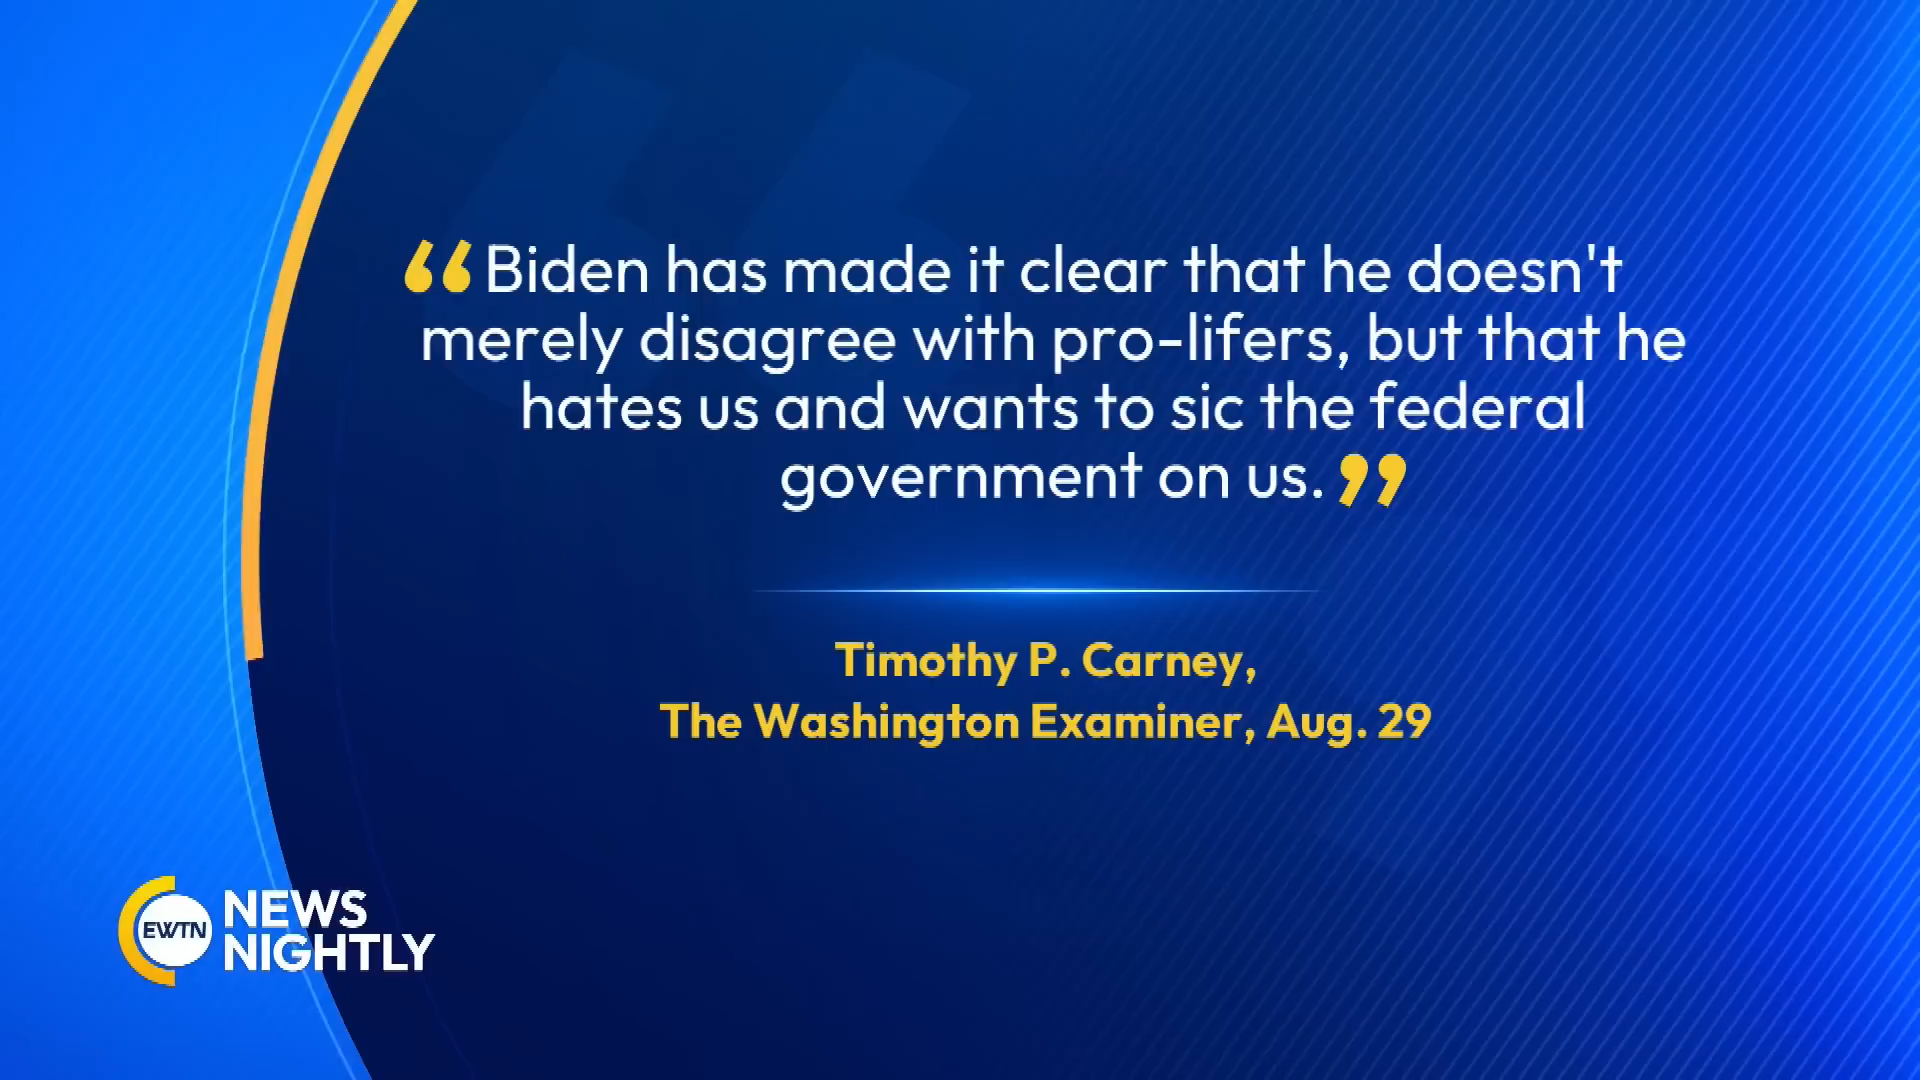 “Biden has made it clear that he doesn't
merely disagree with pro-lifers, but that he
hates us and wants to sic the federal
government on us.”
Timothy P. Carney,
The Washington Examiner, Aug. 29
EWTN
NEWS
NIGHTLY